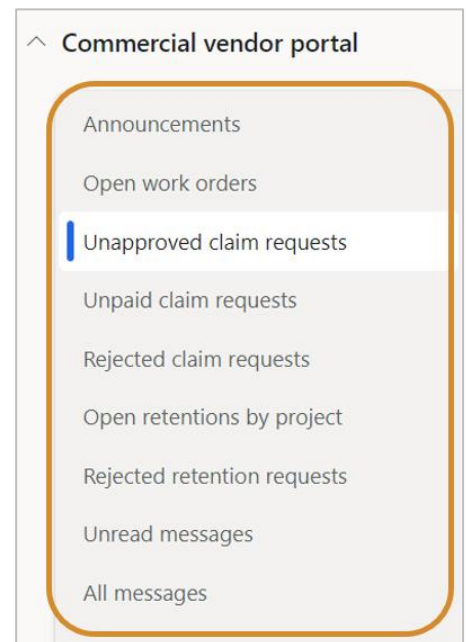 Commercial vendor portal
Announcements
Open work orders
Unapproved claim requests
Unpaid claim requests
Rejected claim requests
Open retentions by project
Rejected retention requests
Unread messages
All messages